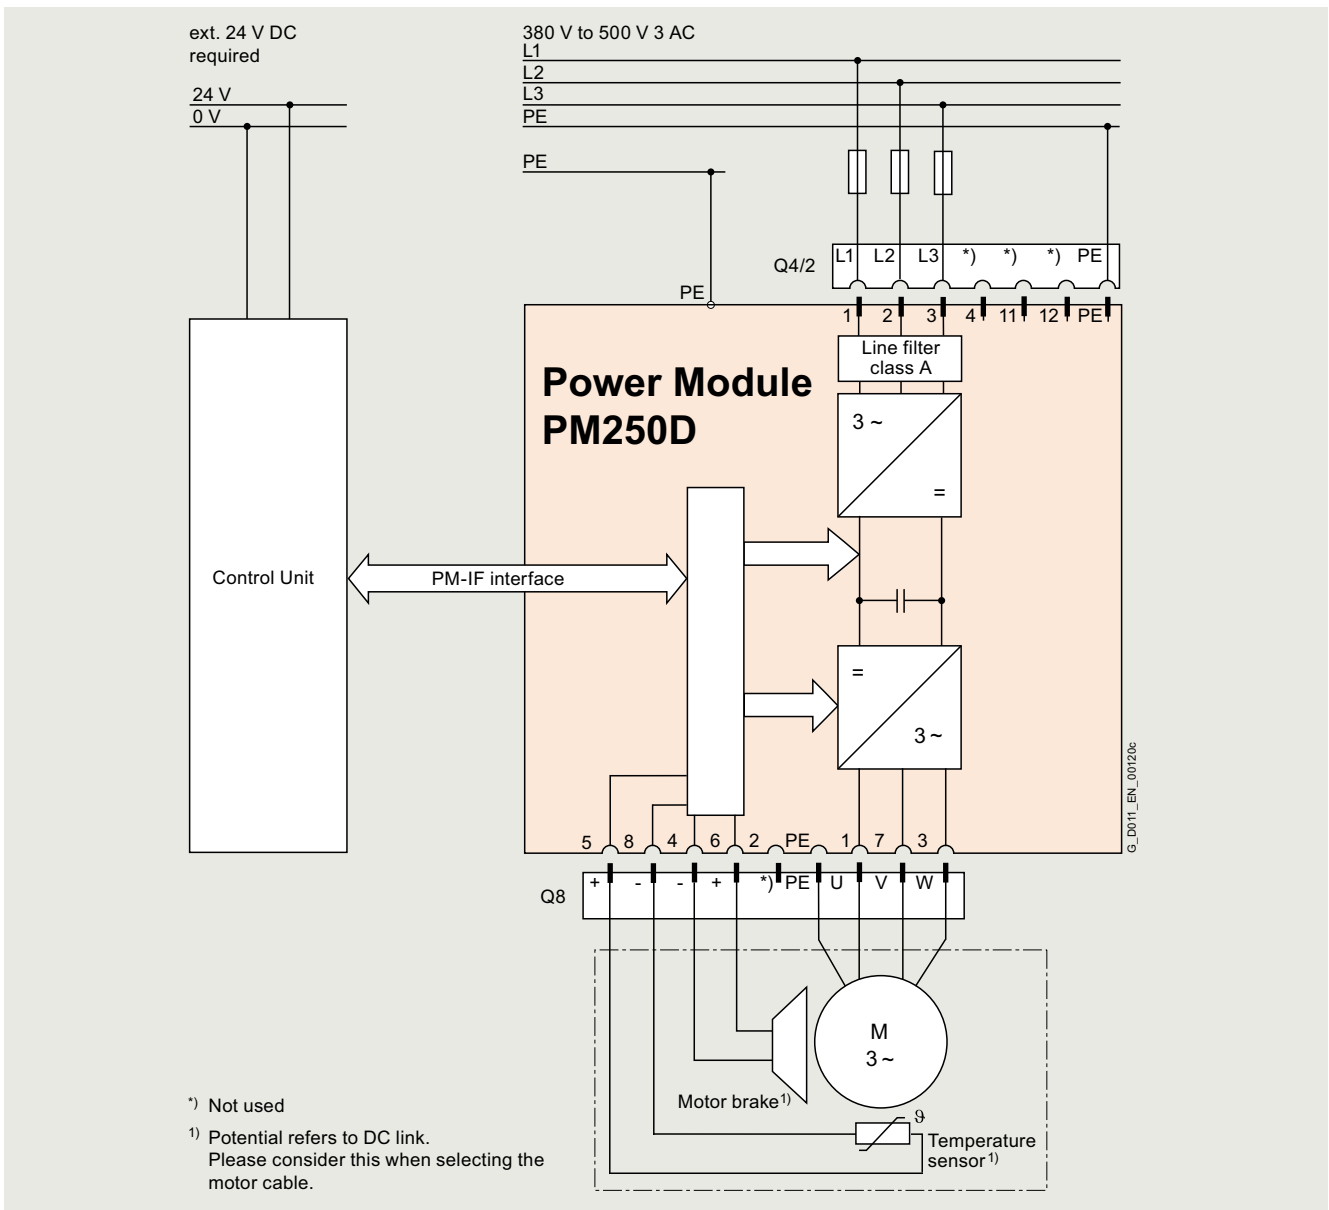 ext. 24 V DC
required
380 V to 500 V 3 AC
L1
L2
24 V
L3
0 V
PE
PE
Q4/2
L1 L2 L3 *) *) *) PE
PE
1 2 3 4 11 12 PE
Line filter
class A
Power Module
PM250D
3 ~
=
Control Unit
PM-IF interface
=
3 ~
G_D011_EN_00120c
5 8 4 6 2 PE 1 7 3
Q8
+ - - + *) PE U V W
M
3 ~
Motor brake1)
ϑ
Temperature
sensor1)
*) Not used
1) Potential refers to DC link.
Please consider this when selecting the
motor cable.